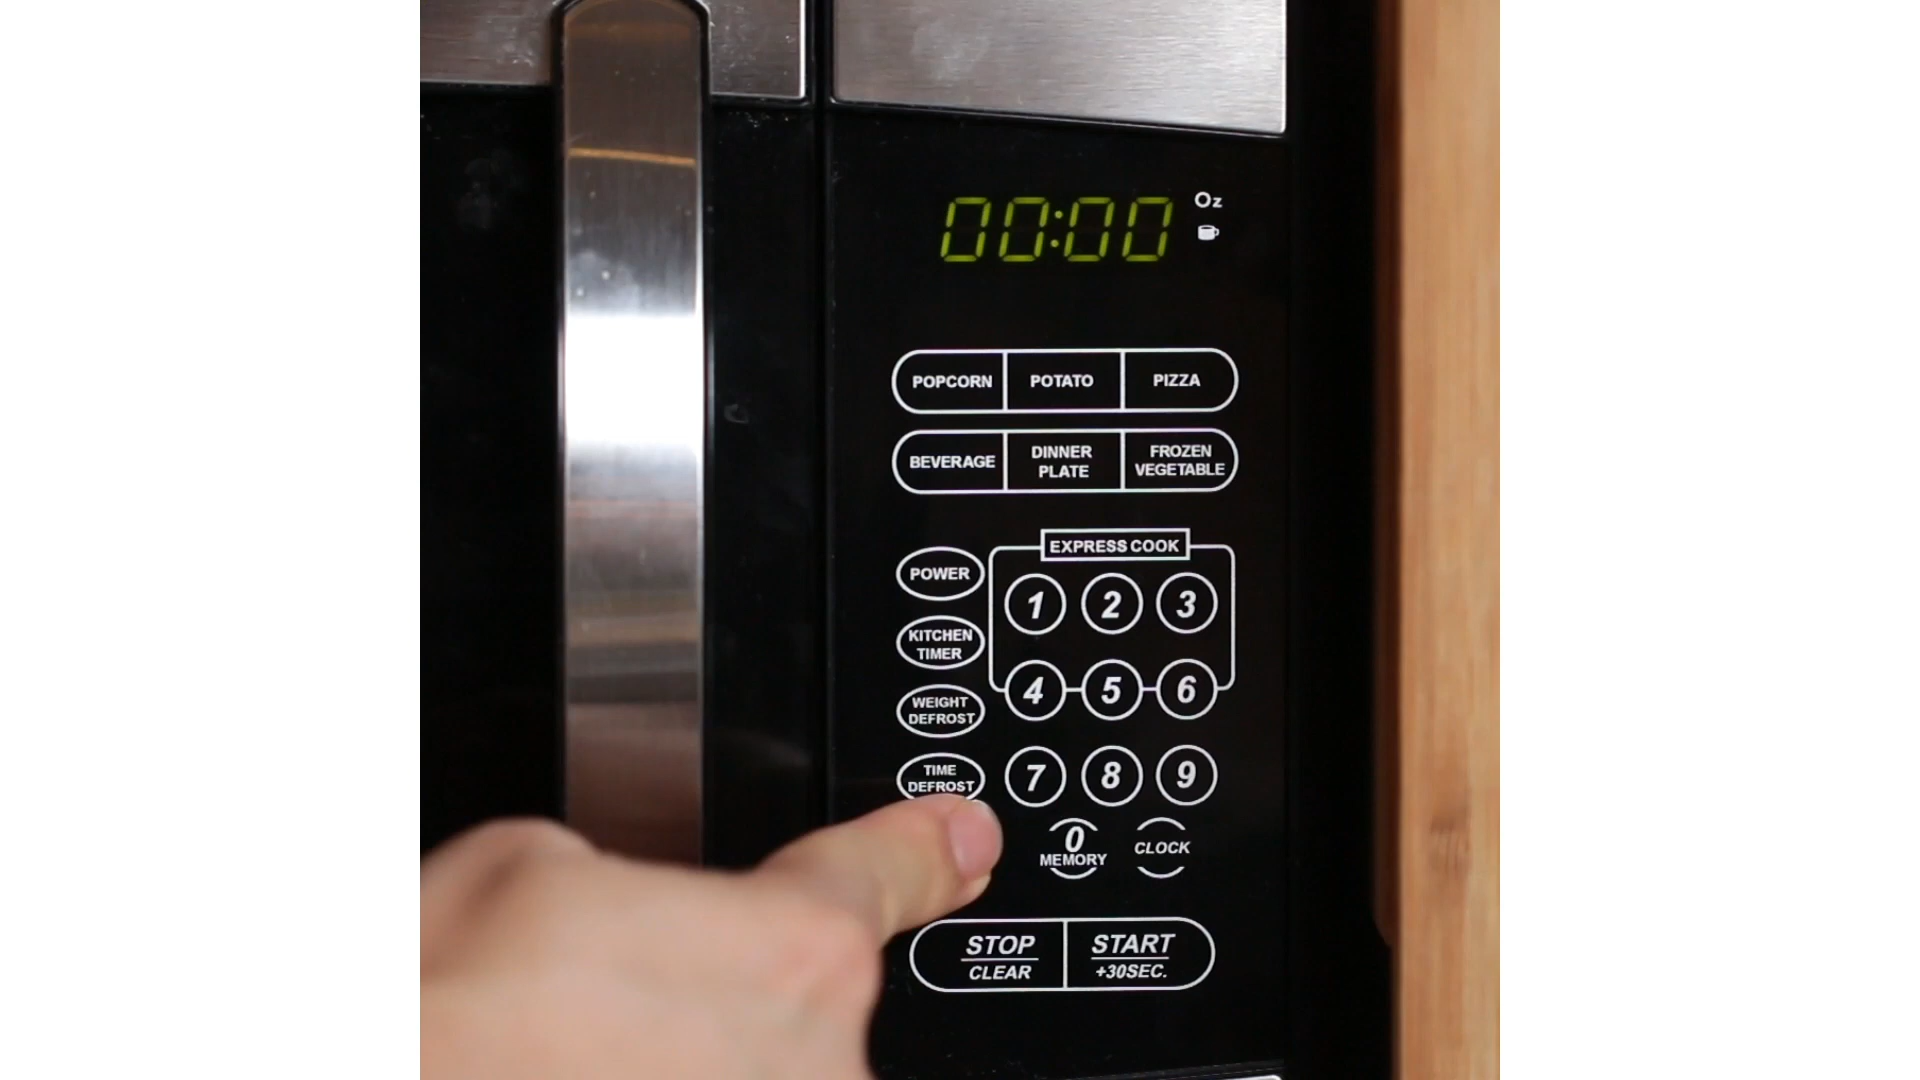 00:00
Oz
POPCORN POTATO PIZZA
BEVERAGE DINNER PLATE FROZEN VEGETABLE
EXPRESS COOK
POWER
1 2 3
KITCHEN TIMER
4 5 6
WEIGHT DEFROST
TIME DEFROST
7 8 9
0 MEMORY
CLOCK
STOP CLEAR
START +30SEC.